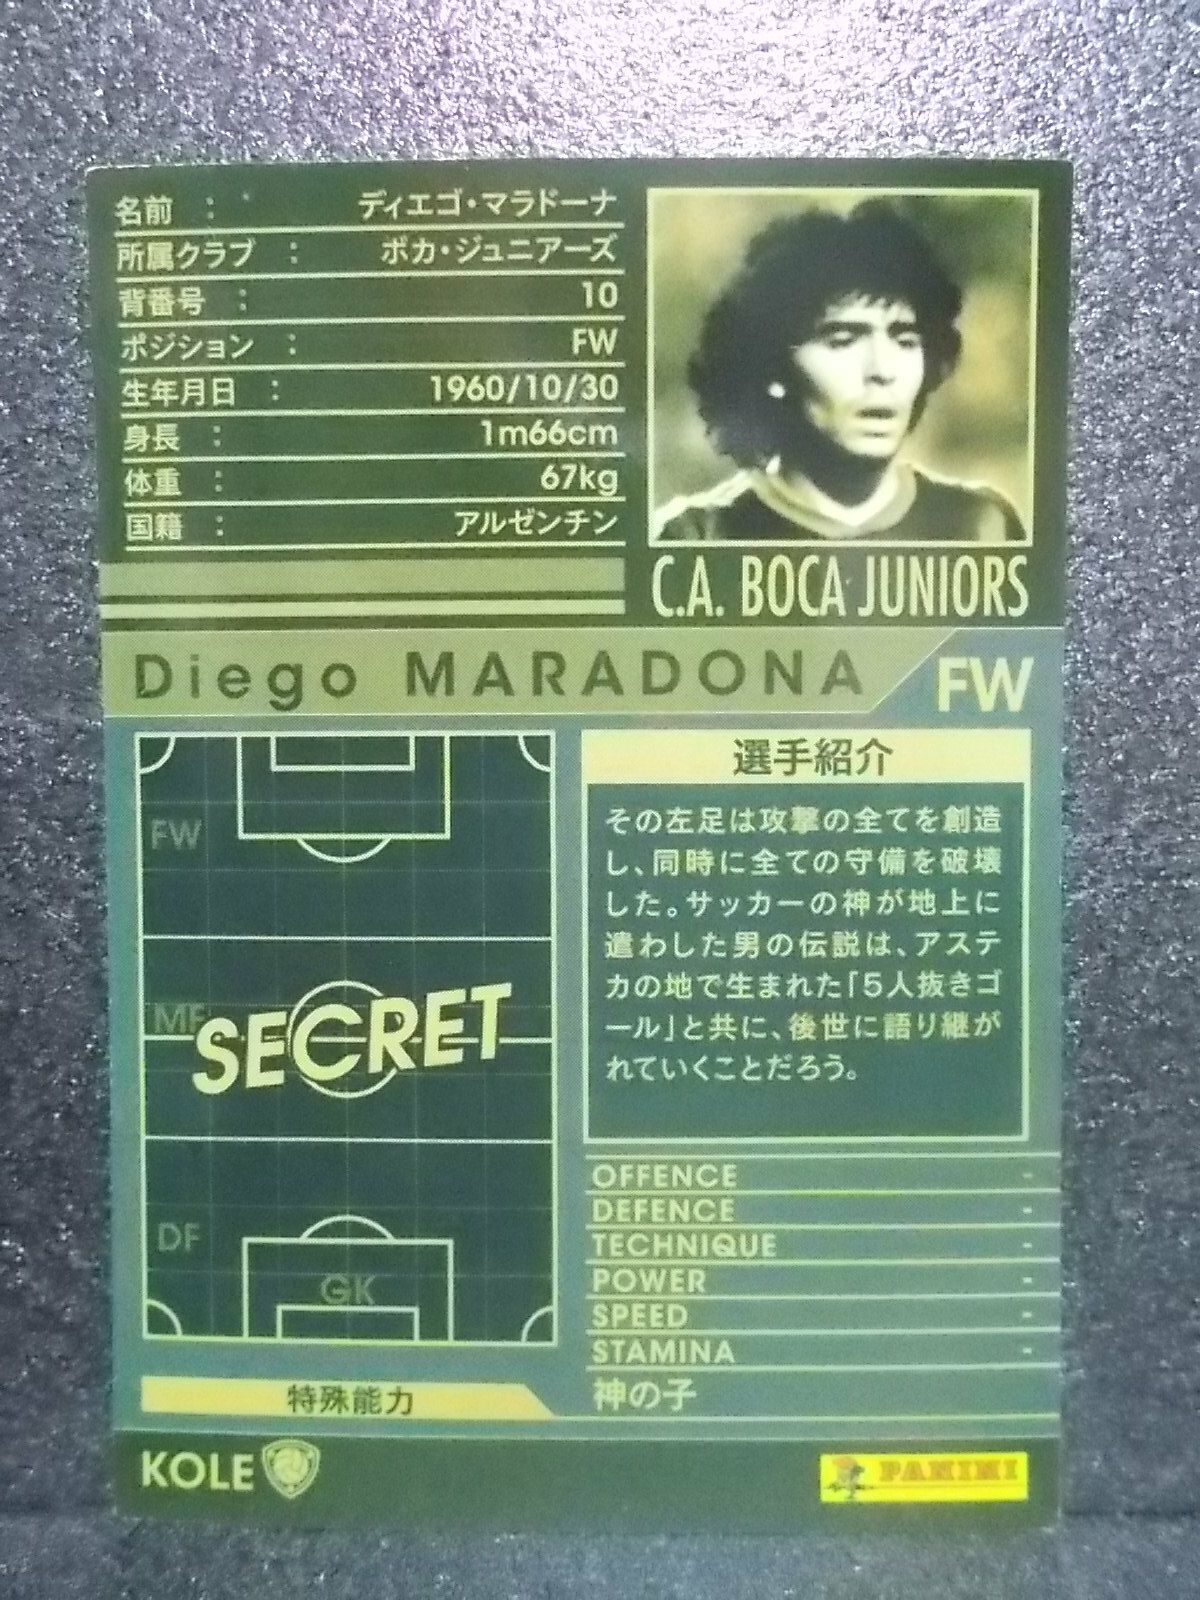 名前 : ディエゴ・マラドーナ
所属クラブ : ボカ・ジュニアーズ
背番号 : 10
ポジション : FW
生年月日 : 1960/10/30
身長 : 1m66cm
体重 : 67kg
国籍 : アルゼンチン
C.A. BOCA JUNIORS
Diego MARADONA
FW
FW
MF
SECRET
DF
GK
選手紹介
その左足は攻撃の全てを創造
し、同時に全ての守備を破壊
した。サッカーの神が地上に
遣わした男の伝説は、アステ
カの地で生まれた「5人抜きゴ
ール」と共に、後世に語り継が
れていくことだろう。
OFFENCE -
DEFENCE -
TECHNIQUE -
POWER -
SPEED -
STAMINA -
特殊能力 神の子
KOLE
PANINI